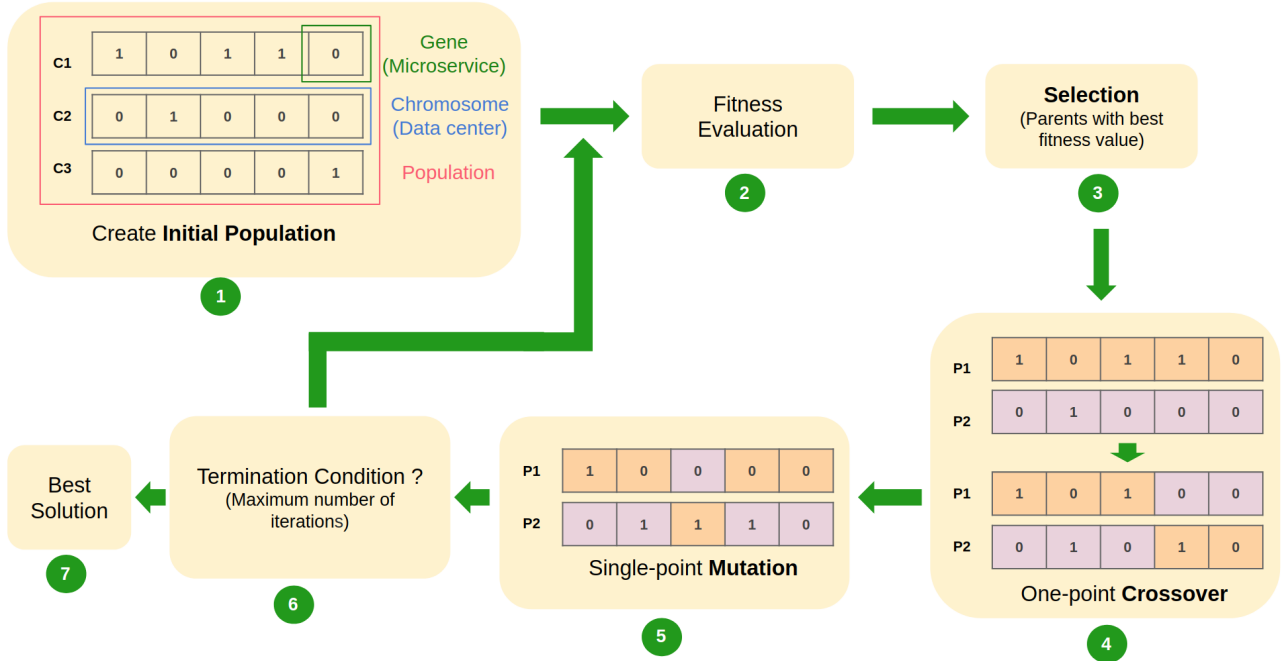 C1 1 0 1 1 0
Gene
(Microservice)
C2 0 1 0 0 0
Chromosome
(Data center)
C3 0 0 0 0 1
Population
Create Initial Population
1
Fitness
Evaluation
2
Selection
(Parents with best
fitness value)
3
P1 1 0 1 1 0
P2 0 1 0 0 0
P1 1 0 1 0 0
P2 0 1 0 1 0
One-point Crossover
4
P1 1 0 0 0 0
P2 0 1 1 1 0
Single-point Mutation
5
Termination Condition ?
(Maximum number of
iterations)
6
Best
Solution
7